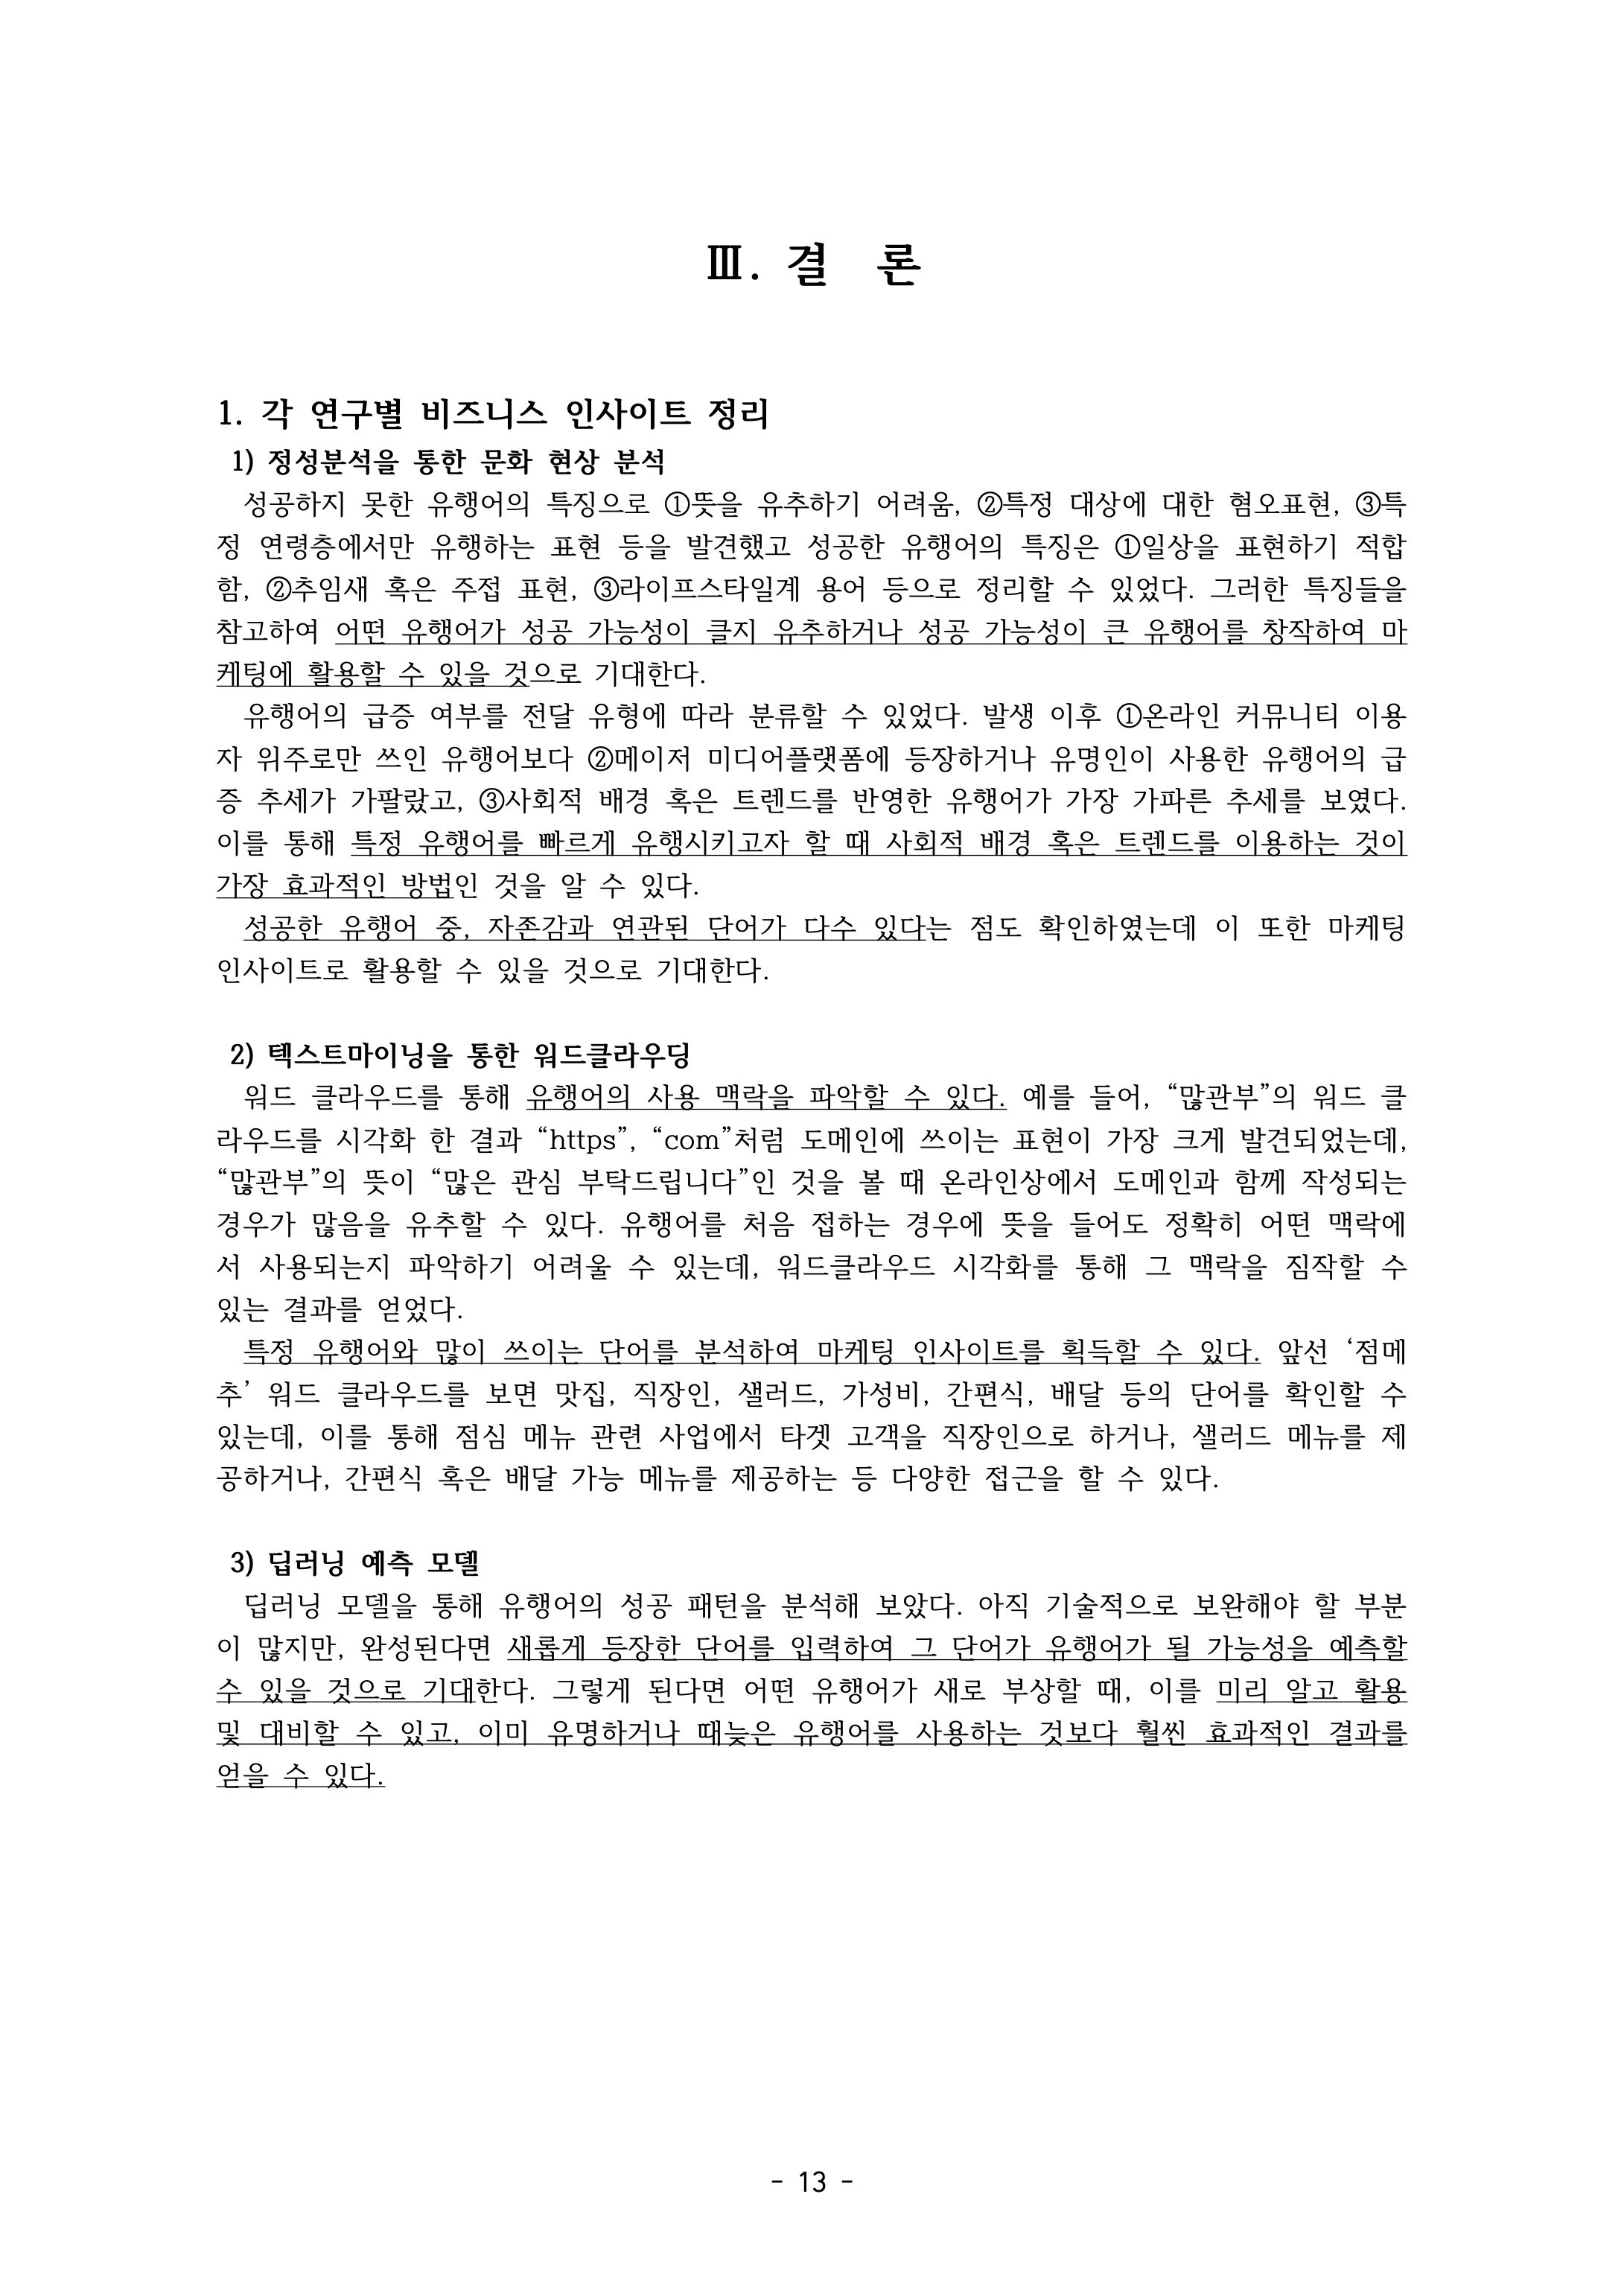 Ⅲ. 결 론
1. 각 연구별 비즈니스 인사이트 정리
1) 정성분석을 통한 문화 현상 분석
성공하지 못한 유행어의 특징으로 ①뜻을 유추하기 어려움, ②특정 대상에 대한 혐오표현, ③특
정 연령층에서만 유행하는 표현 등을 발견했고 성공한 유행어의 특징은 ①일상을 표현하기 적합
함, ②추임새 혹은 주접 표현, ③라이프스타일계 용어 등으로 정리할 수 있었다. 그러한 특징들을
참고하여 어떤 유행어가 성공 가능성이 클지 유추하거나 성공 가능성이 큰 유행어를 창작하여 마
케팅에 활용할 수 있을 것으로 기대한다.
유행어의 급증 여부를 전달 유형에 따라 분류할 수 있었다. 발생 이후 ①온라인 커뮤니티 이용
자 위주로만 쓰인 유행어보다 ②메이저 미디어플랫폼에 등장하거나 유명인이 사용한 유행어의 급
증 추세가 가팔랐고, ③사회적 배경 혹은 트렌드를 반영한 유행어가 가장 가파른 추세를 보였다.
이를 통해 특정 유행어를 빠르게 유행시키고자 할 때 사회적 배경 혹은 트렌드를 이용하는 것이
가장 효과적인 방법인 것을 알 수 있다.
성공한 유행어 중, 자존감과 연관된 단어가 다수 있다는 점도 확인하였는데 이 또한 마케팅
인사이트로 활용할 수 있을 것으로 기대한다.
2) 텍스트마이닝을 통한 워드클라우딩
워드 클라우드를 통해 유행어의 사용 맥락을 파악할 수 있다. 예를 들어, “많관부”의 워드 클
라우드를 시각화 한 결과 “https”, “com”처럼 도메인에 쓰이는 표현이 가장 크게 발견되었는데,
“많관부”의 뜻이 “많은 관심 부탁드립니다”인 것을 볼 때 온라인상에서 도메인과 함께 작성되는
경우가 많음을 유추할 수 있다. 유행어를 처음 접하는 경우에 뜻을 들어도 정확히 어떤 맥락에
서 사용되는지 파악하기 어려울 수 있는데, 워드클라우드 시각화를 통해 그 맥락을 짐작할 수
있는 결과를 얻었다.
특정 유행어와 많이 쓰이는 단어를 분석하여 마케팅 인사이트를 획득할 수 있다. 앞선 ‘점메
추’ 워드 클라우드를 보면 맛집, 직장인, 샐러드, 가성비, 간편식, 배달 등의 단어를 확인할 수
있는데, 이를 통해 점심 메뉴 관련 사업에서 타겟 고객을 직장인으로 하거나, 샐러드 메뉴를 제
공하거나, 간편식 혹은 배달 가능 메뉴를 제공하는 등 다양한 접근을 할 수 있다.
3) 딥러닝 예측 모델
딥러닝 모델을 통해 유행어의 성공 패턴을 분석해 보았다. 아직 기술적으로 보완해야 할 부분
이 많지만, 완성된다면 새롭게 등장한 단어를 입력하여 그 단어가 유행어가 될 가능성을 예측할
수 있을 것으로 기대한다. 그렇게 된다면 어떤 유행어가 새로 부상할 때, 이를 미리 알고 활용
및 대비할 수 있고, 이미 유명하거나 때늦은 유행어를 사용하는 것보다 훨씬 효과적인 결과를
얻을 수 있다.
- 13 -